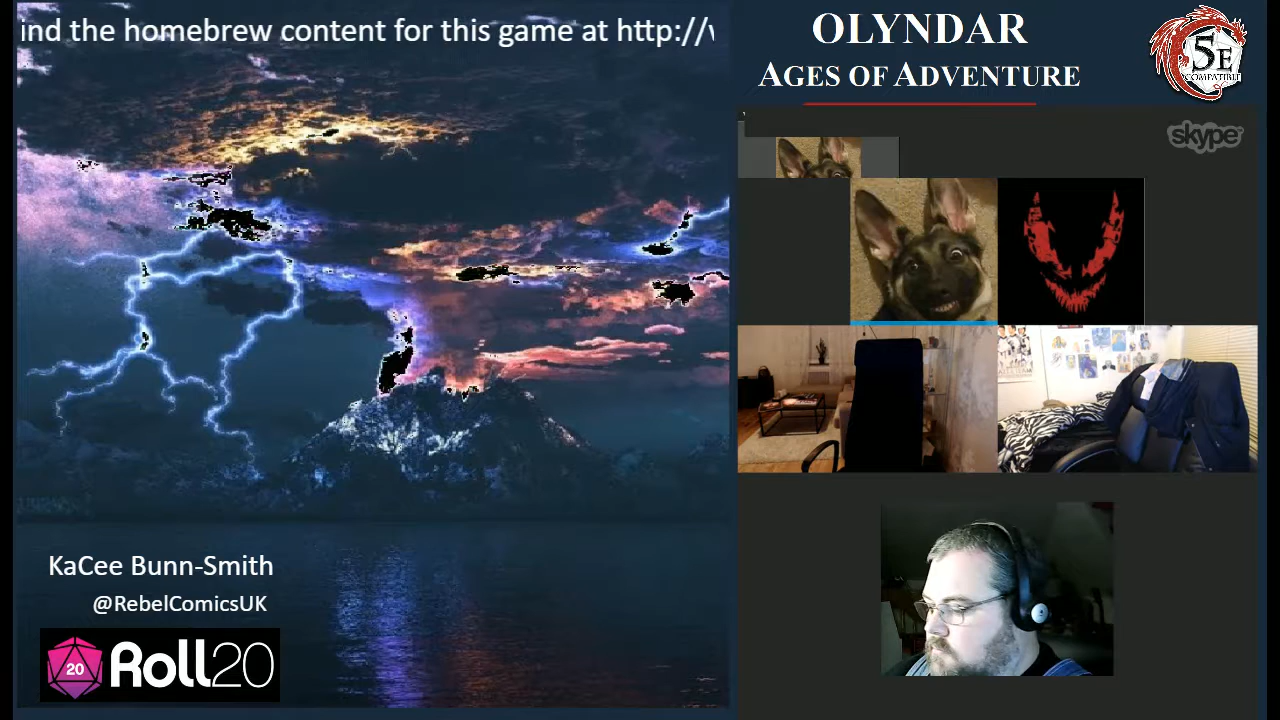 ind the homebrew content for this game at http://
OLYNDAR
AGES OF ADVENTURE
5E
COMPATIBLE
skype
KaCee Bunn-Smith
@RebelComicsUK
20
Roll20